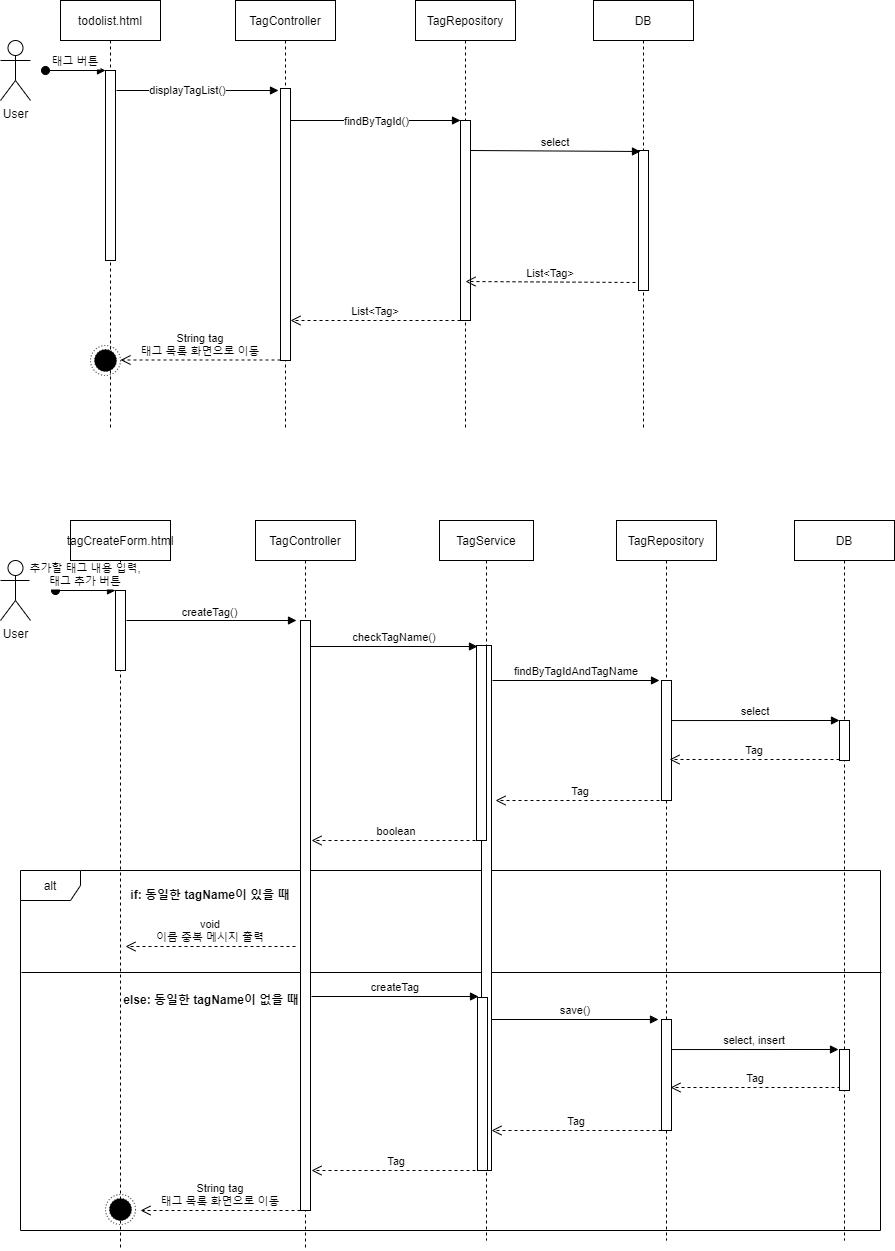 todolist.html
TagController
TagRepository
DB
태그 버튼
User
displayTagList()
findByTagId()
select
List<Tag>
List<Tag>
String tag
태그 목록 화면으로 이동
tagCreateForm.html
TagController
TagService
TagRepository
DB
추가할 태그 내용 입력,
태그 추가 버튼
User
createTag()
checkTagName()
findByTagIdAndTagName
select
Tag
Tag
boolean
alt
if: 동일한 tagName이 있을 때
void
이름 중복 메시지 출력
else: 동일한 tagName이 없을 때
createTag
save()
select, insert
Tag
Tag
Tag
String tag
태그 목록 화면으로 이동